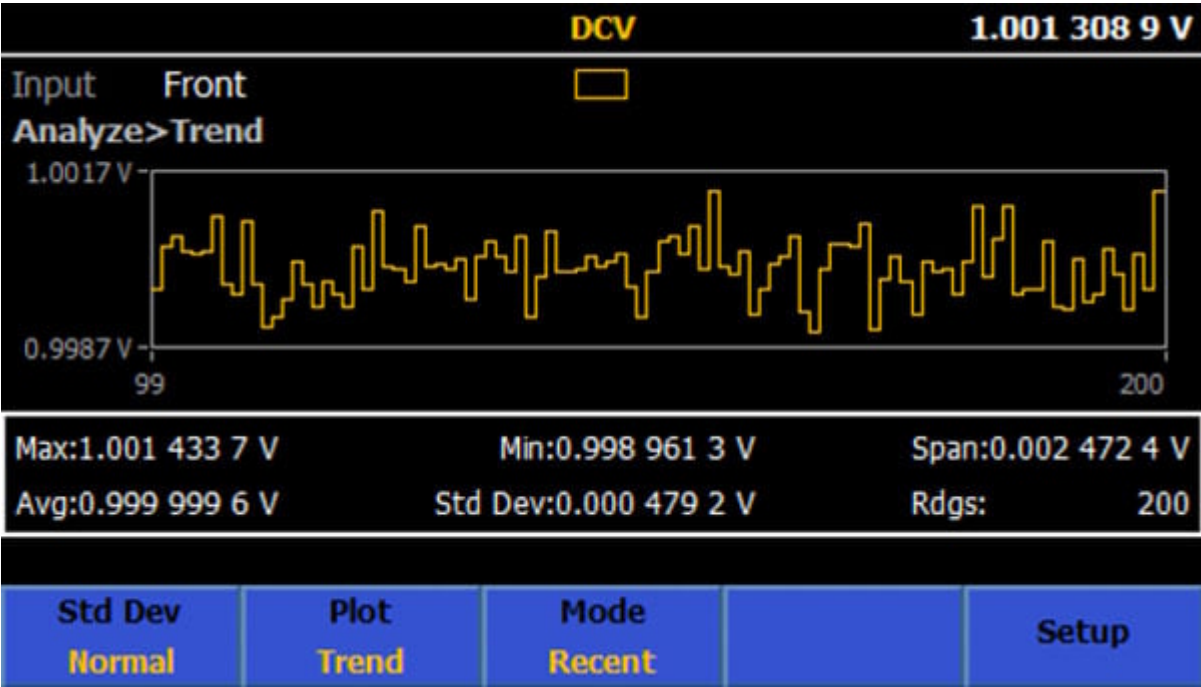 DCV 1.001 308 9 V
Input Front
Analyze>Trend
1.0017 V
0.9987 V
99 200
Max:1.001 433 7 V Min:0.998 961 3 V Span:0.002 472 4 V
Avg:0.999 999 6 V Std Dev:0.000 479 2 V Rdgs: 200
Std Dev Plot Mode Setup
Normal Trend Recent